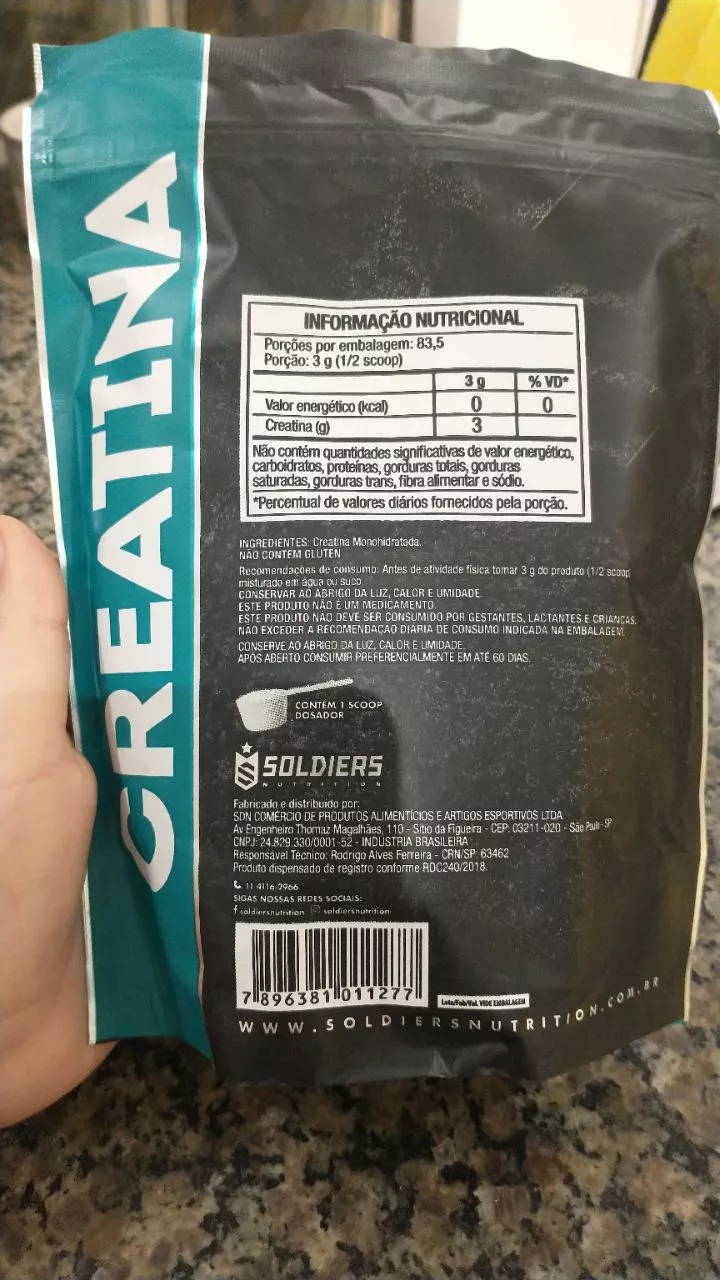 CREATINA
INFORMAÇÃO NUTRICIONAL
Porções por embalagem: 83,5
Porção: 3 g (1/2 scoop)
3 g % VD*
Valor energético (kcal) 0 0
Creatina (g) 3
Não contém quantidades significativas de valor energético,
carboidratos, proteínas, gorduras totais, gorduras
saturadas, gorduras trans, fibra alimentar e sódio.
*Percentual de valores diários fornecidos pela porção.
INGREDIENTES: Creatina Monohidratada.
NÃO CONTÉM GLÚTEN
Recomendações de consumo: Antes de atividade física tomar 3 g do produto (1/2 scoop)
misturado em água ou suco.
CONSERVAR AO ABRIGO DA LUZ, CALOR E UMIDADE.
ESTE PRODUTO NÃO É UM MEDICAMENTO.
ESTE PRODUTO NÃO DEVE SER CONSUMIDO POR GESTANTES, LACTANTES E CRIANÇAS.
NÃO EXCEDER A RECOMENDAÇÃO DIÁRIA DE CONSUMO INDICADA NA EMBALAGEM.
CONSERVE AO ABRIGO DA LUZ, CALOR E UMIDADE.
APÓS ABERTO CONSUMIR PREFERENCIALMENTE EM ATÉ 60 DIAS.
CONTÉM 1 SCOOP
DOSADOR
SOLDIERS
NUTRITION
Fabricado e distribuido por:
SDN COMÉRCIO DE PRODUTOS ALIMENTÍCIOS E ARTIGOS ESPORTIVOS LTDA
Av Engenheiro Thomaz Magalhães, 110 - Sítio da Figueira - CEP: 03211-020 - São Paulo - SP
CNPJ: 24.829.330/0001-52 - INDÚSTRIA BRASILEIRA
Responsável Técnico: Rodrigo Alves Ferreira - CRN/SP: 63462
Produto dispensado de registro conforme RDC240/2018.
11 4116-2966
SIGAS NOSSAS REDES SOCIAIS:
soldiersnutrition soldiersnutrition
7 896381 011277
Lote/Fab/Val. VIDE EMBALAGEM
WWW.SOLDIERSNUTRITION.COM.BR